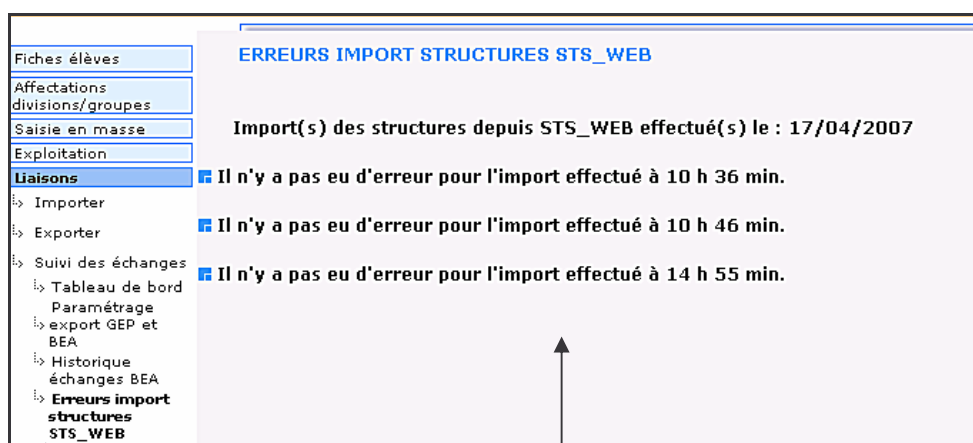 Fiches élèves
Affectations
divisions/groupes
Saisie en masse
Exploitation
Liaisons
Importer
Exporter
Suivi des échanges
Tableau de bord
Paramétrage
export GEP et
BEA
Historique
échanges BEA
Erreurs import
structures
STS_WEB
ERREURS IMPORT STRUCTURES STS_WEB
Import(s) des structures depuis STS_WEB effectué(s) le : 17/04/2007
Il n'y a pas eu d'erreur pour l'import effectué à 10 h 36 min.
Il n'y a pas eu d'erreur pour l'import effectué à 10 h 46 min.
Il n'y a pas eu d'erreur pour l'import effectué à 14 h 55 min.